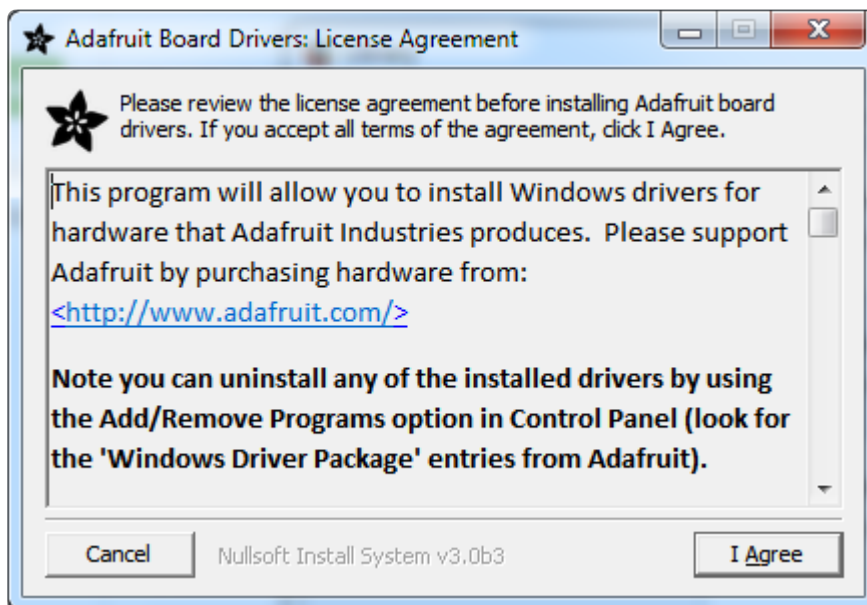 Adafruit Board Drivers: License Agreement
Please review the license agreement before installing Adafruit board
drivers. If you accept all terms of the agreement, click I Agree.
This program will allow you to install Windows drivers for
hardware that Adafruit Industries produces.  Please support
Adafruit by purchasing hardware from:
<http://www.adafruit.com/>
Note you can uninstall any of the installed drivers by using
the Add/Remove Programs option in Control Panel (look for
the 'Windows Driver Package' entries from Adafruit).
Cancel
Nullsoft Install System v3.0b3
I Agree